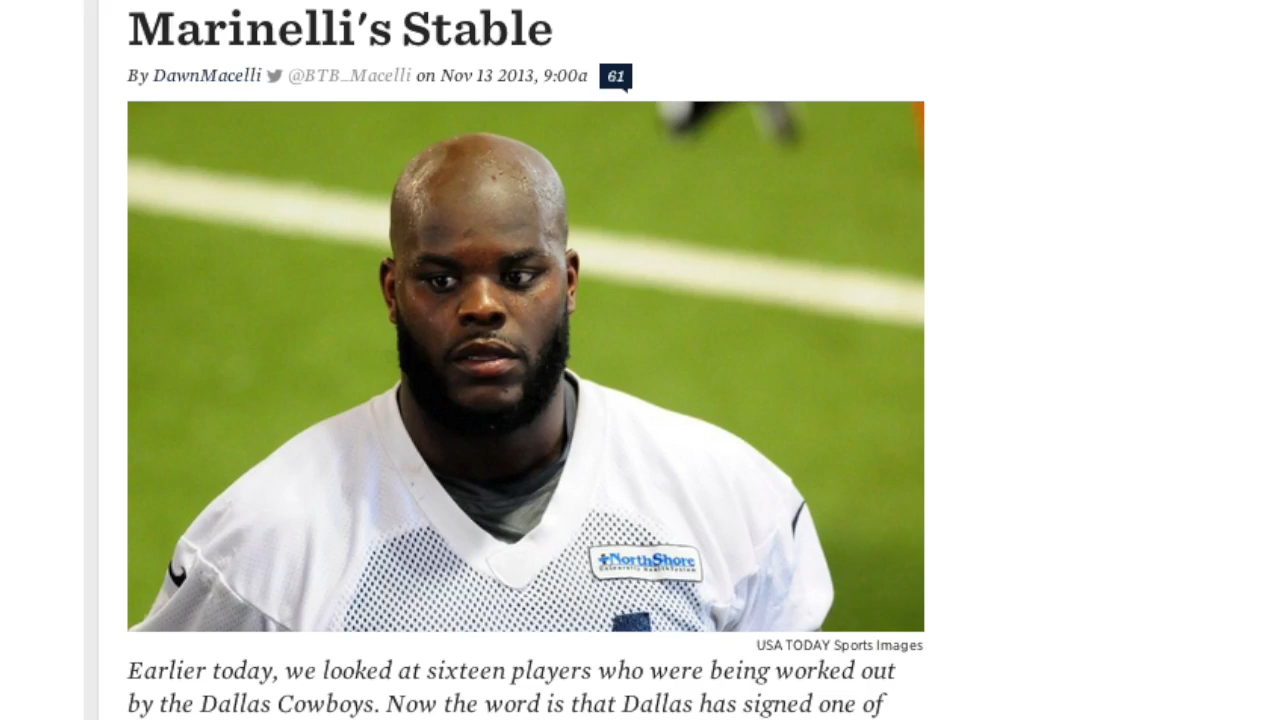 Marinelli's Stable
By DawnMacelli @BTB_Macelli on Nov 13 2013, 9:00a 61
NorthShore
University HealthSystem
USA TODAY Sports Images
Earlier today, we looked at sixteen players who were being worked out
by the Dallas Cowboys. Now the word is that Dallas has signed one of